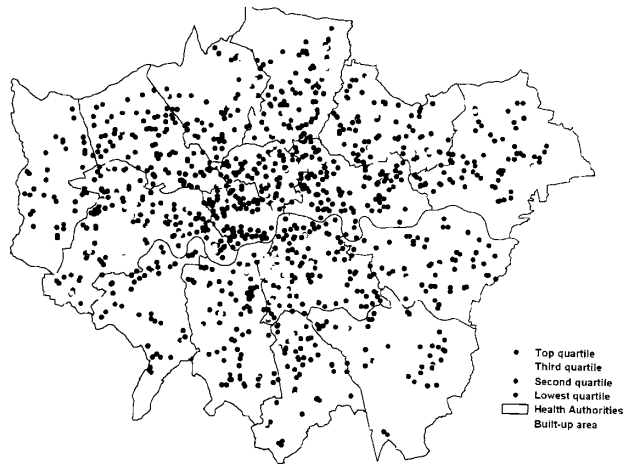 Top quartile
Third quartile
Second quartile
Lowest quartile
Health Authorities
Built-up area